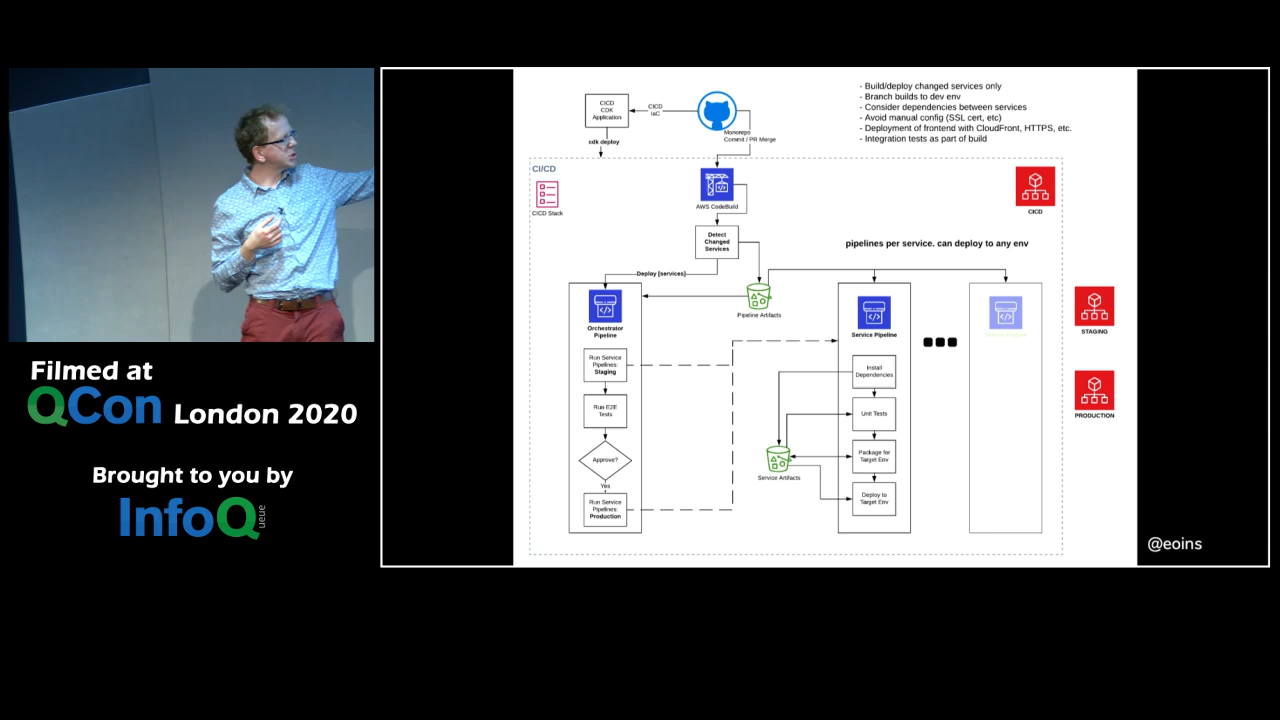 Filmed at
QCon London 2020
Brought to you by
InfoQ
CICD
CDK
Application
CICD
IaC
Monorepo
Commit / PR Merge
cdk deploy
- Build/deploy changed services only
- Branch builds to dev env
- Consider dependencies between services
- Avoid manual config (SSL cert, etc)
- Deployment of frontend with CloudFront, HTTPS, etc.
- Integration tests as part of build
CI/CD
CICD Stack
AWS CodeBuild
CICD
Detect
Changed
Services
pipelines per service. can deploy to any env
Deploy [services]
Pipeline Artifacts
Orchestrator
Pipeline
Run Service
Pipelines:
Staging
Run E2E
Tests
Approve?
Yes
Run Service
Pipelines:
Production
Service Pipeline
Install
Dependencies
Unit Tests
Package for
Target Env
Deploy to
Target Env
Service Artifacts
Service Pipeline
STAGING
PRODUCTION
@eoins